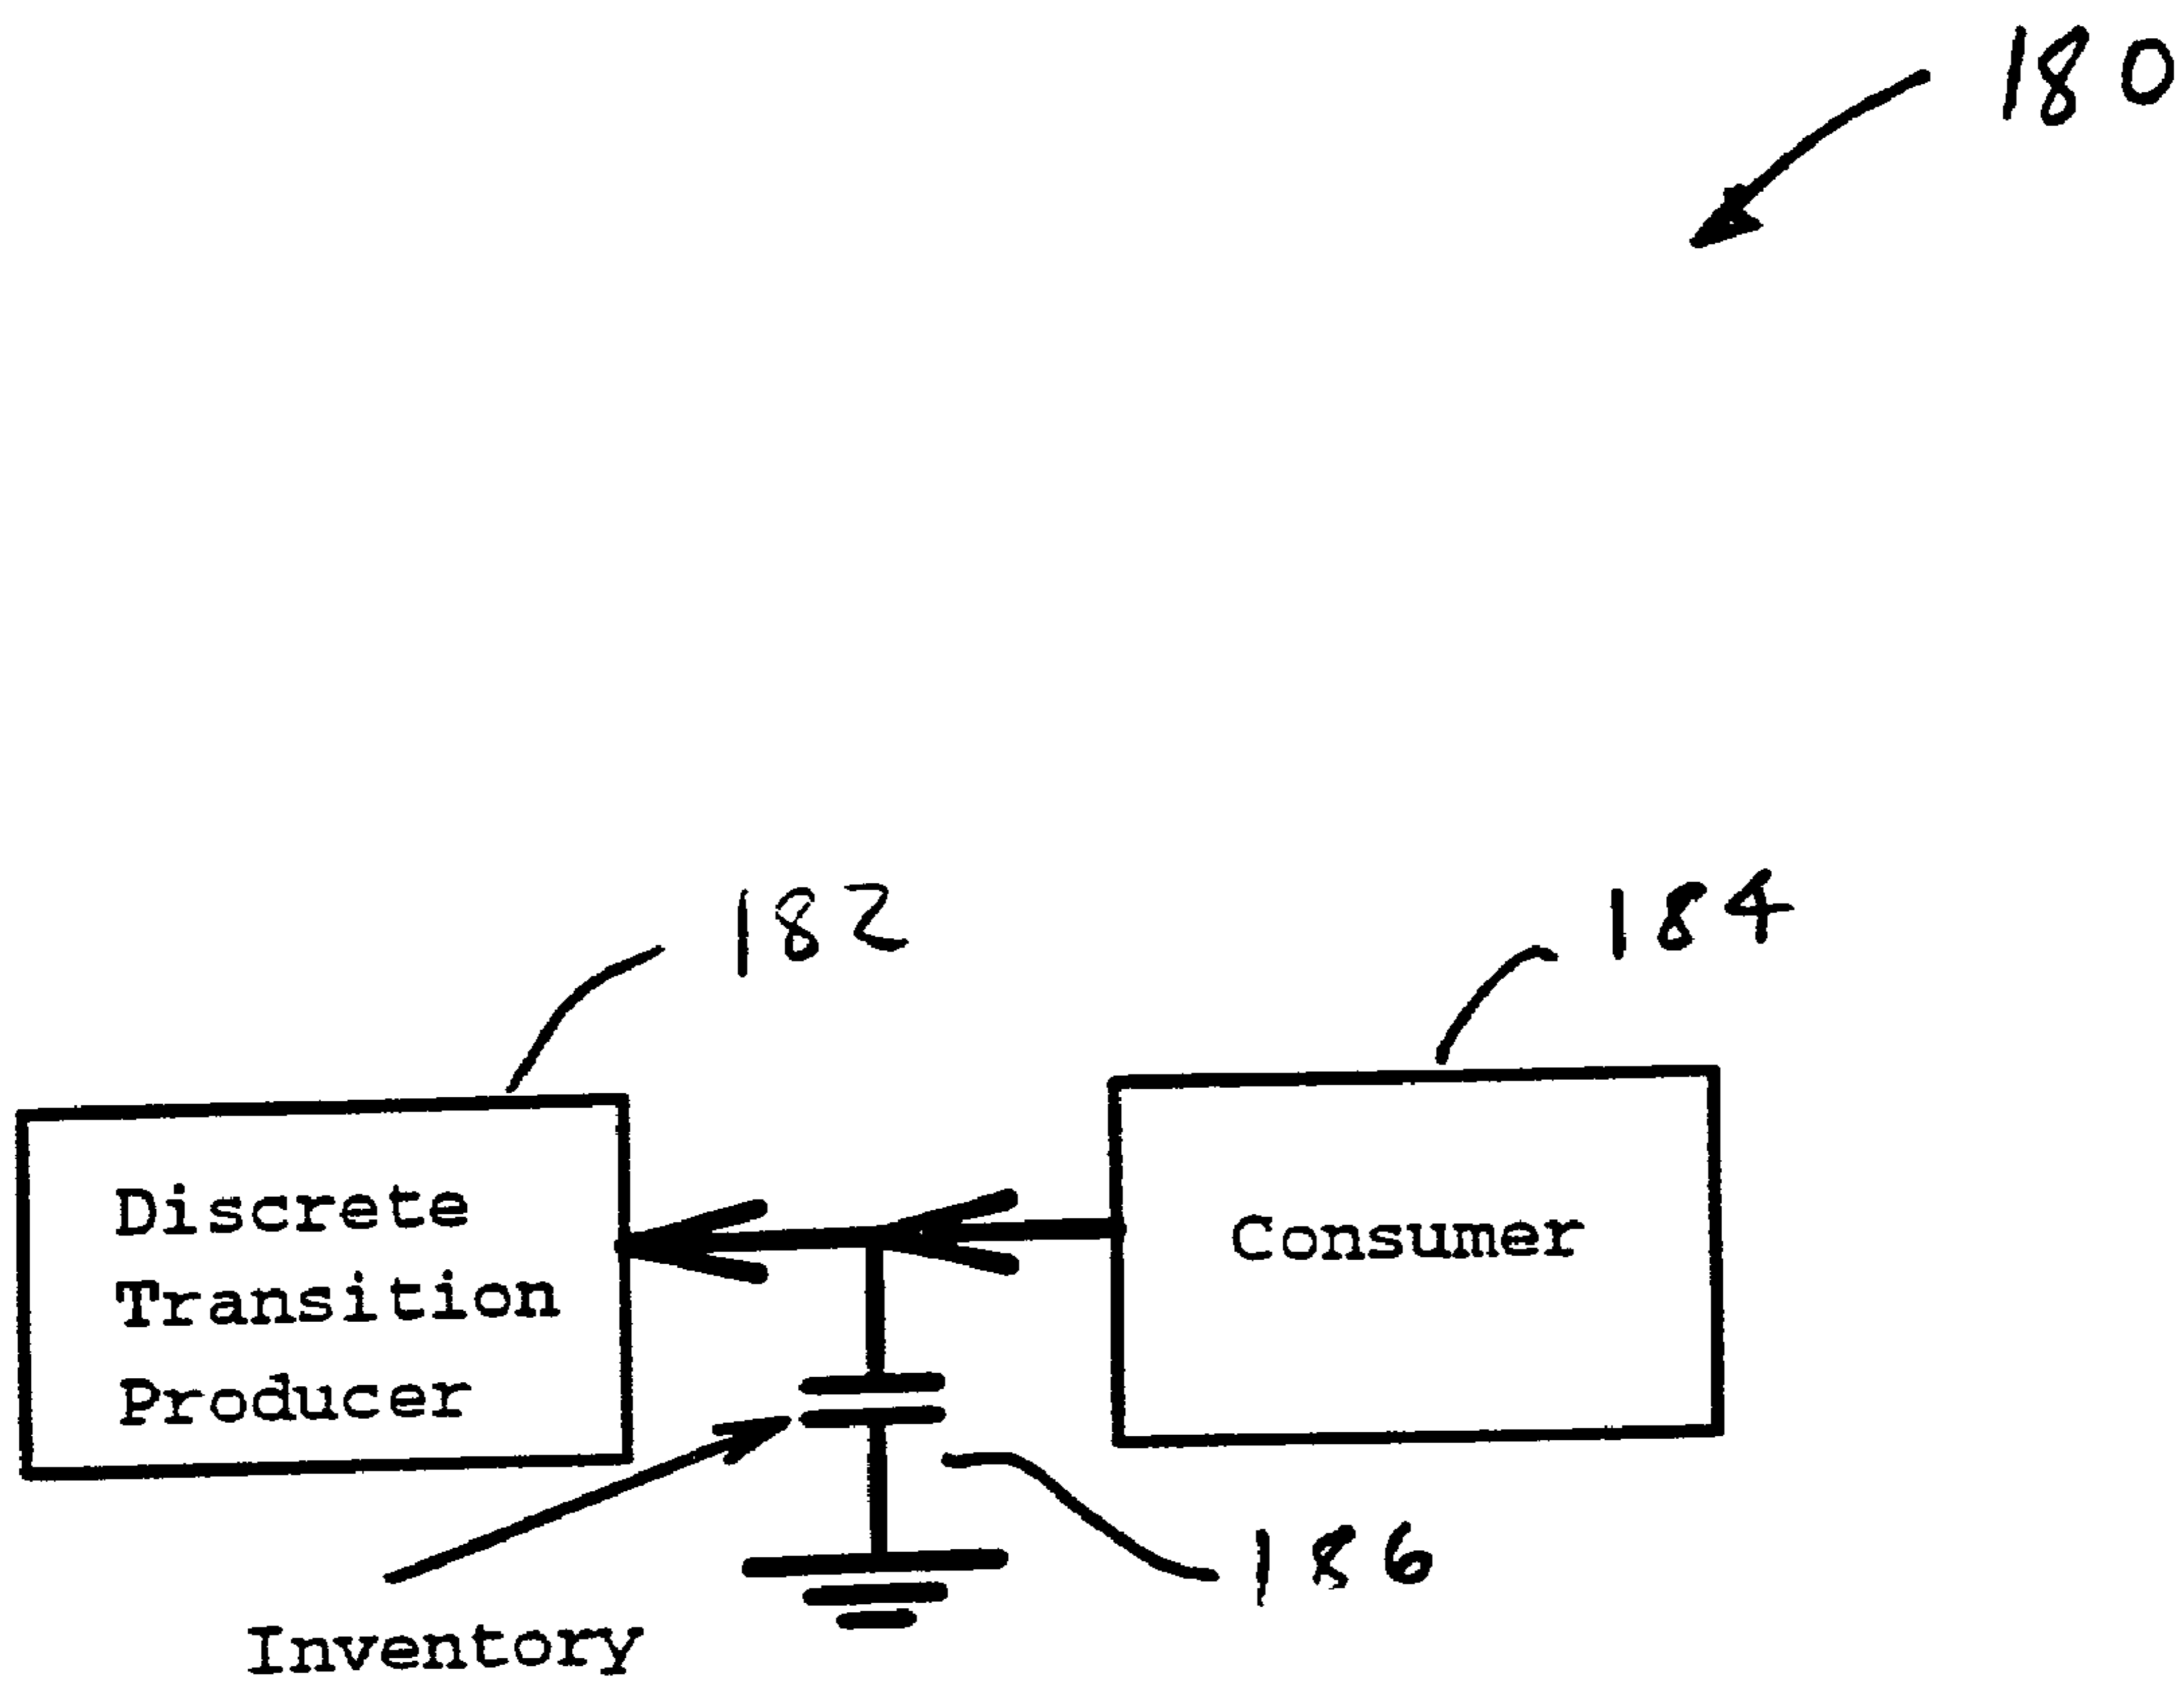 180
182
184
Discrete
Transition
Producer
Consumer
186
Inventory